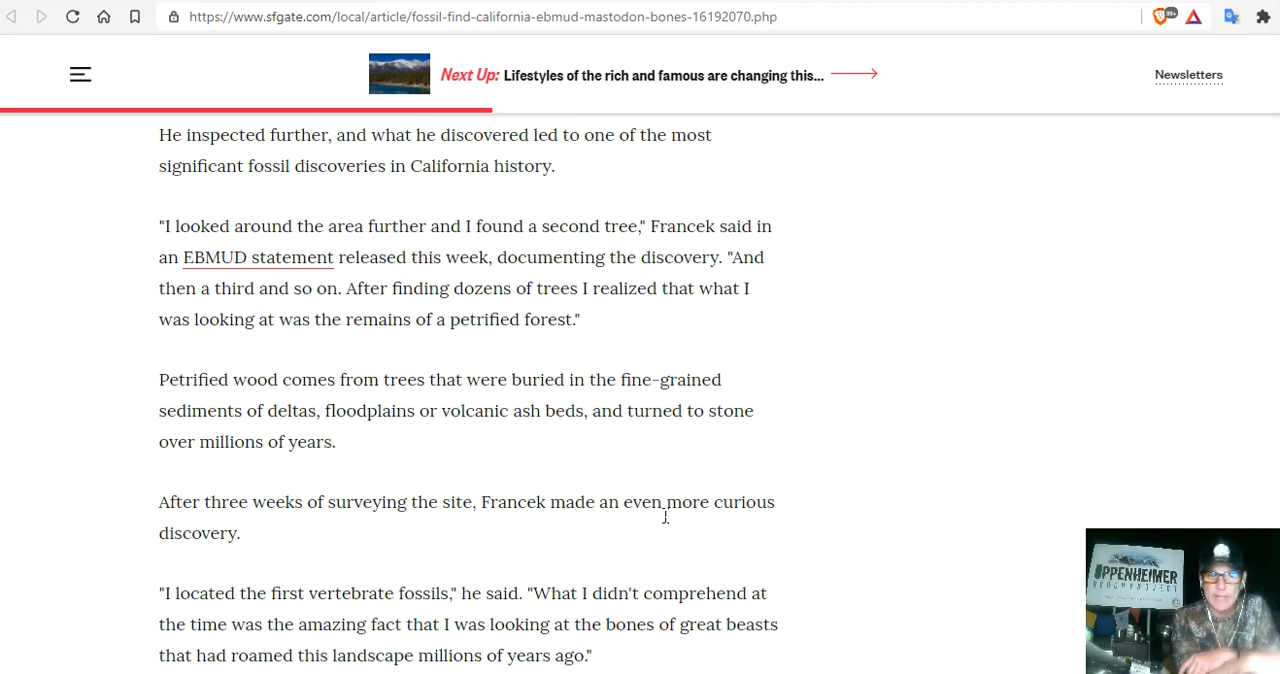 https://www.sfgate.com/local/article/fossil-find-california-ebmud-mastodon-bones-16192070.php
99+
Next Up: Lifestyles of the rich and famous are changing this...
Newsletters
He inspected further, and what he discovered led to one of the most
significant fossil discoveries in California history.
"I looked around the area further and I found a second tree," Francek said in
an EBMUD statement released this week, documenting the discovery. "And
then a third and so on. After finding dozens of trees I realized that what I
was looking at was the remains of a petrified forest."
Petrified wood comes from trees that were buried in the fine-grained
sediments of deltas, floodplains or volcanic ash beds, and turned to stone
over millions of years.
After three weeks of surveying the site, Francek made an even more curious
discovery.
"I located the first vertebrate fossils," he said. "What I didn't comprehend at
the time was the amazing fact that I was looking at the bones of great beasts
that had roamed this landscape millions of years ago."
OPPENHEIMER